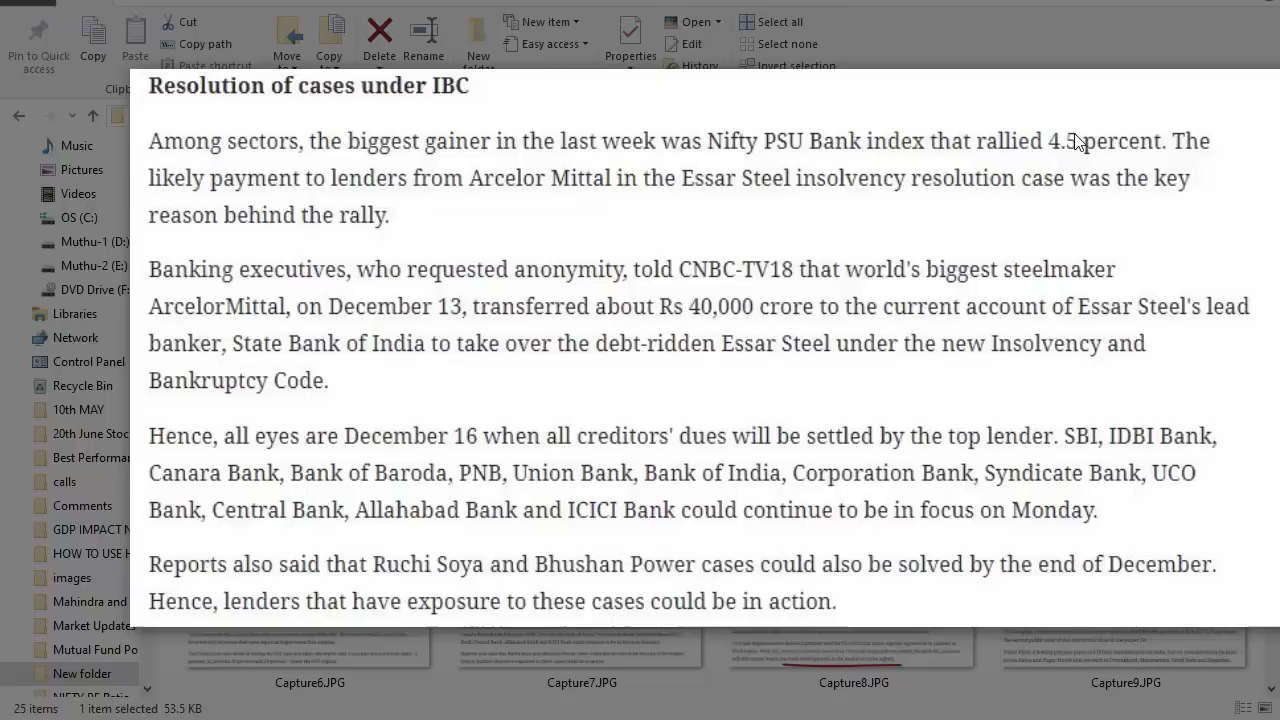 Cut
Copy path
Paste shortcut
Pin to Quick
access
Copy
Paste
Move
Copy
Delete
Rename
New
New item
Easy access
Properties
Open
Edit
History
Select all
Select none
Invert selection
Music
Pictures
Videos
OS (C:)
Muthu-1 (D:)
Muthu-2 (E:)
DVD Drive (F:
Libraries
Network
Control Panel
Recycle Bin
10th MAY
20th June Stoc
Best Performa
calls
Comments
GDP IMPACT N
HOW TO USE H
images
Mahindra and
Market Updates
Mutual Fund Po
New folder
Resolution of cases under IBC
Among sectors, the biggest gainer in the last week was Nifty PSU Bank index that rallied 4.5 percent. The
likely payment to lenders from Arcelor Mittal in the Essar Steel insolvency resolution case was the key
reason behind the rally.
Banking executives, who requested anonymity, told CNBC-TV18 that world's biggest steelmaker
ArcelorMittal, on December 13, transferred about Rs 40,000 crore to the current account of Essar Steel's lead
banker, State Bank of India to take over the debt-ridden Essar Steel under the new Insolvency and
Bankruptcy Code.
Hence, all eyes are December 16 when all creditors' dues will be settled by the top lender. SBI, IDBI Bank,
Canara Bank, Bank of Baroda, PNB, Union Bank, Bank of India, Corporation Bank, Syndicate Bank, UCO
Bank, Central Bank, Allahabad Bank and ICICI Bank could continue to be in focus on Monday.
Reports also said that Ruchi Soya and Bhushan Power cases could also be solved by the end of December.
Hence, lenders that have exposure to these cases could be in action.
Capture6.JPG
Capture7.JPG
Capture8.JPG
Capture9.JPG
25 items
1 item selected 53.5 KB